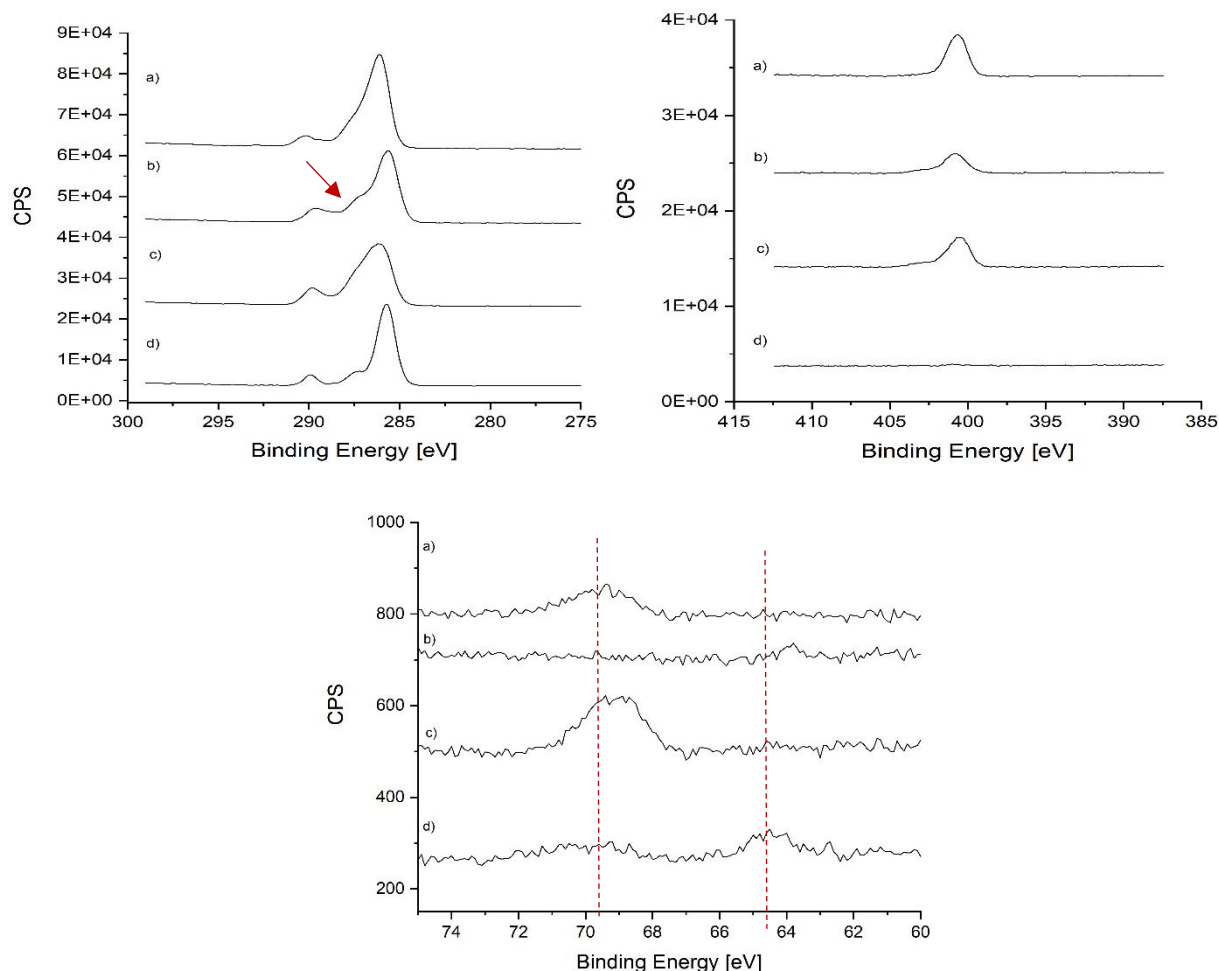 9E+04
8E+04
7E+04
6E+04
5E+04
4E+04
3E+04
2E+04
1E+04
0E+00
CPS
a)
b)
c)
d)
300
295
290
285
280
275
Binding Energy [eV]
4E+04
3E+04
2E+04
1E+04
0E+00
CPS
a)
b)
c)
d)
415
410
405
400
395
390
385
Binding Energy [eV]
1000
800
600
400
200
CPS
a)
b)
c)
d)
74
72
70
68
66
64
62
60
Binding Energy [eV]